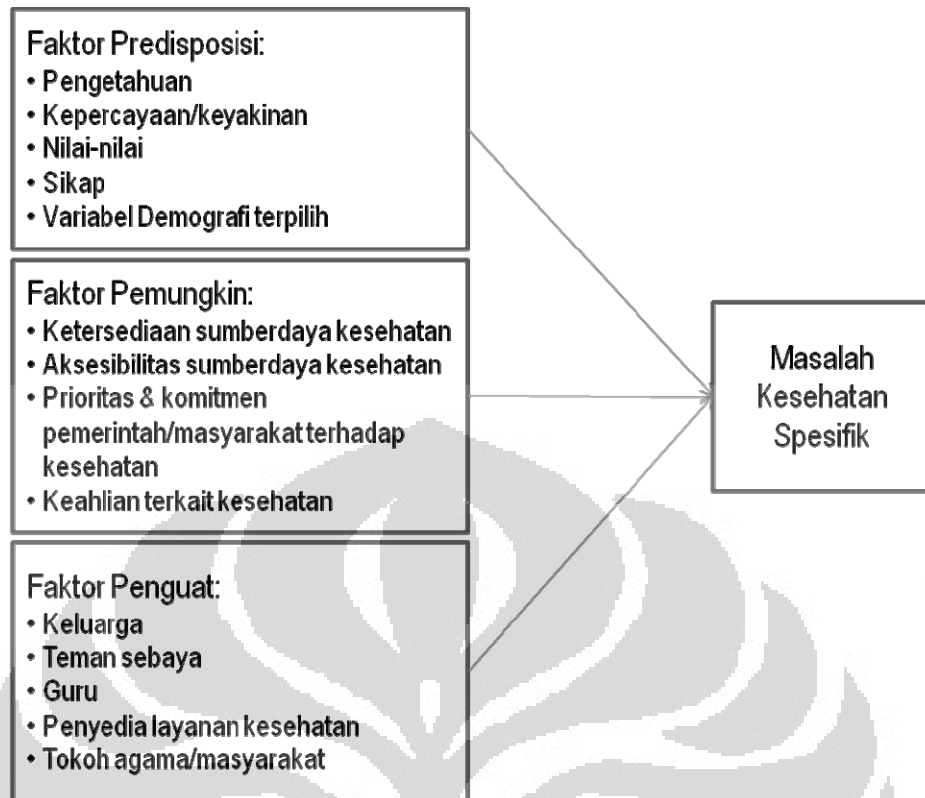 Faktor Predisposisi:
• Pengetahuan
• Kepercayaan/keyakinan
• Nilai-nilai
• Sikap
• Variabel Demografi terpilih
Faktor Pemungkin:
• Ketersediaan sumberdaya kesehatan
• Aksesibilitas sumberdaya kesehatan
• Prioritas & komitmen
pemerintah/masyarakat terhadap
kesehatan
• Keahlian terkait kesehatan
Faktor Penguat:
• Keluarga
• Teman sebaya
• Guru
• Penyedia layanan kesehatan
• Tokoh agama/masyarakat
Masalah
Kesehatan
Spesifik